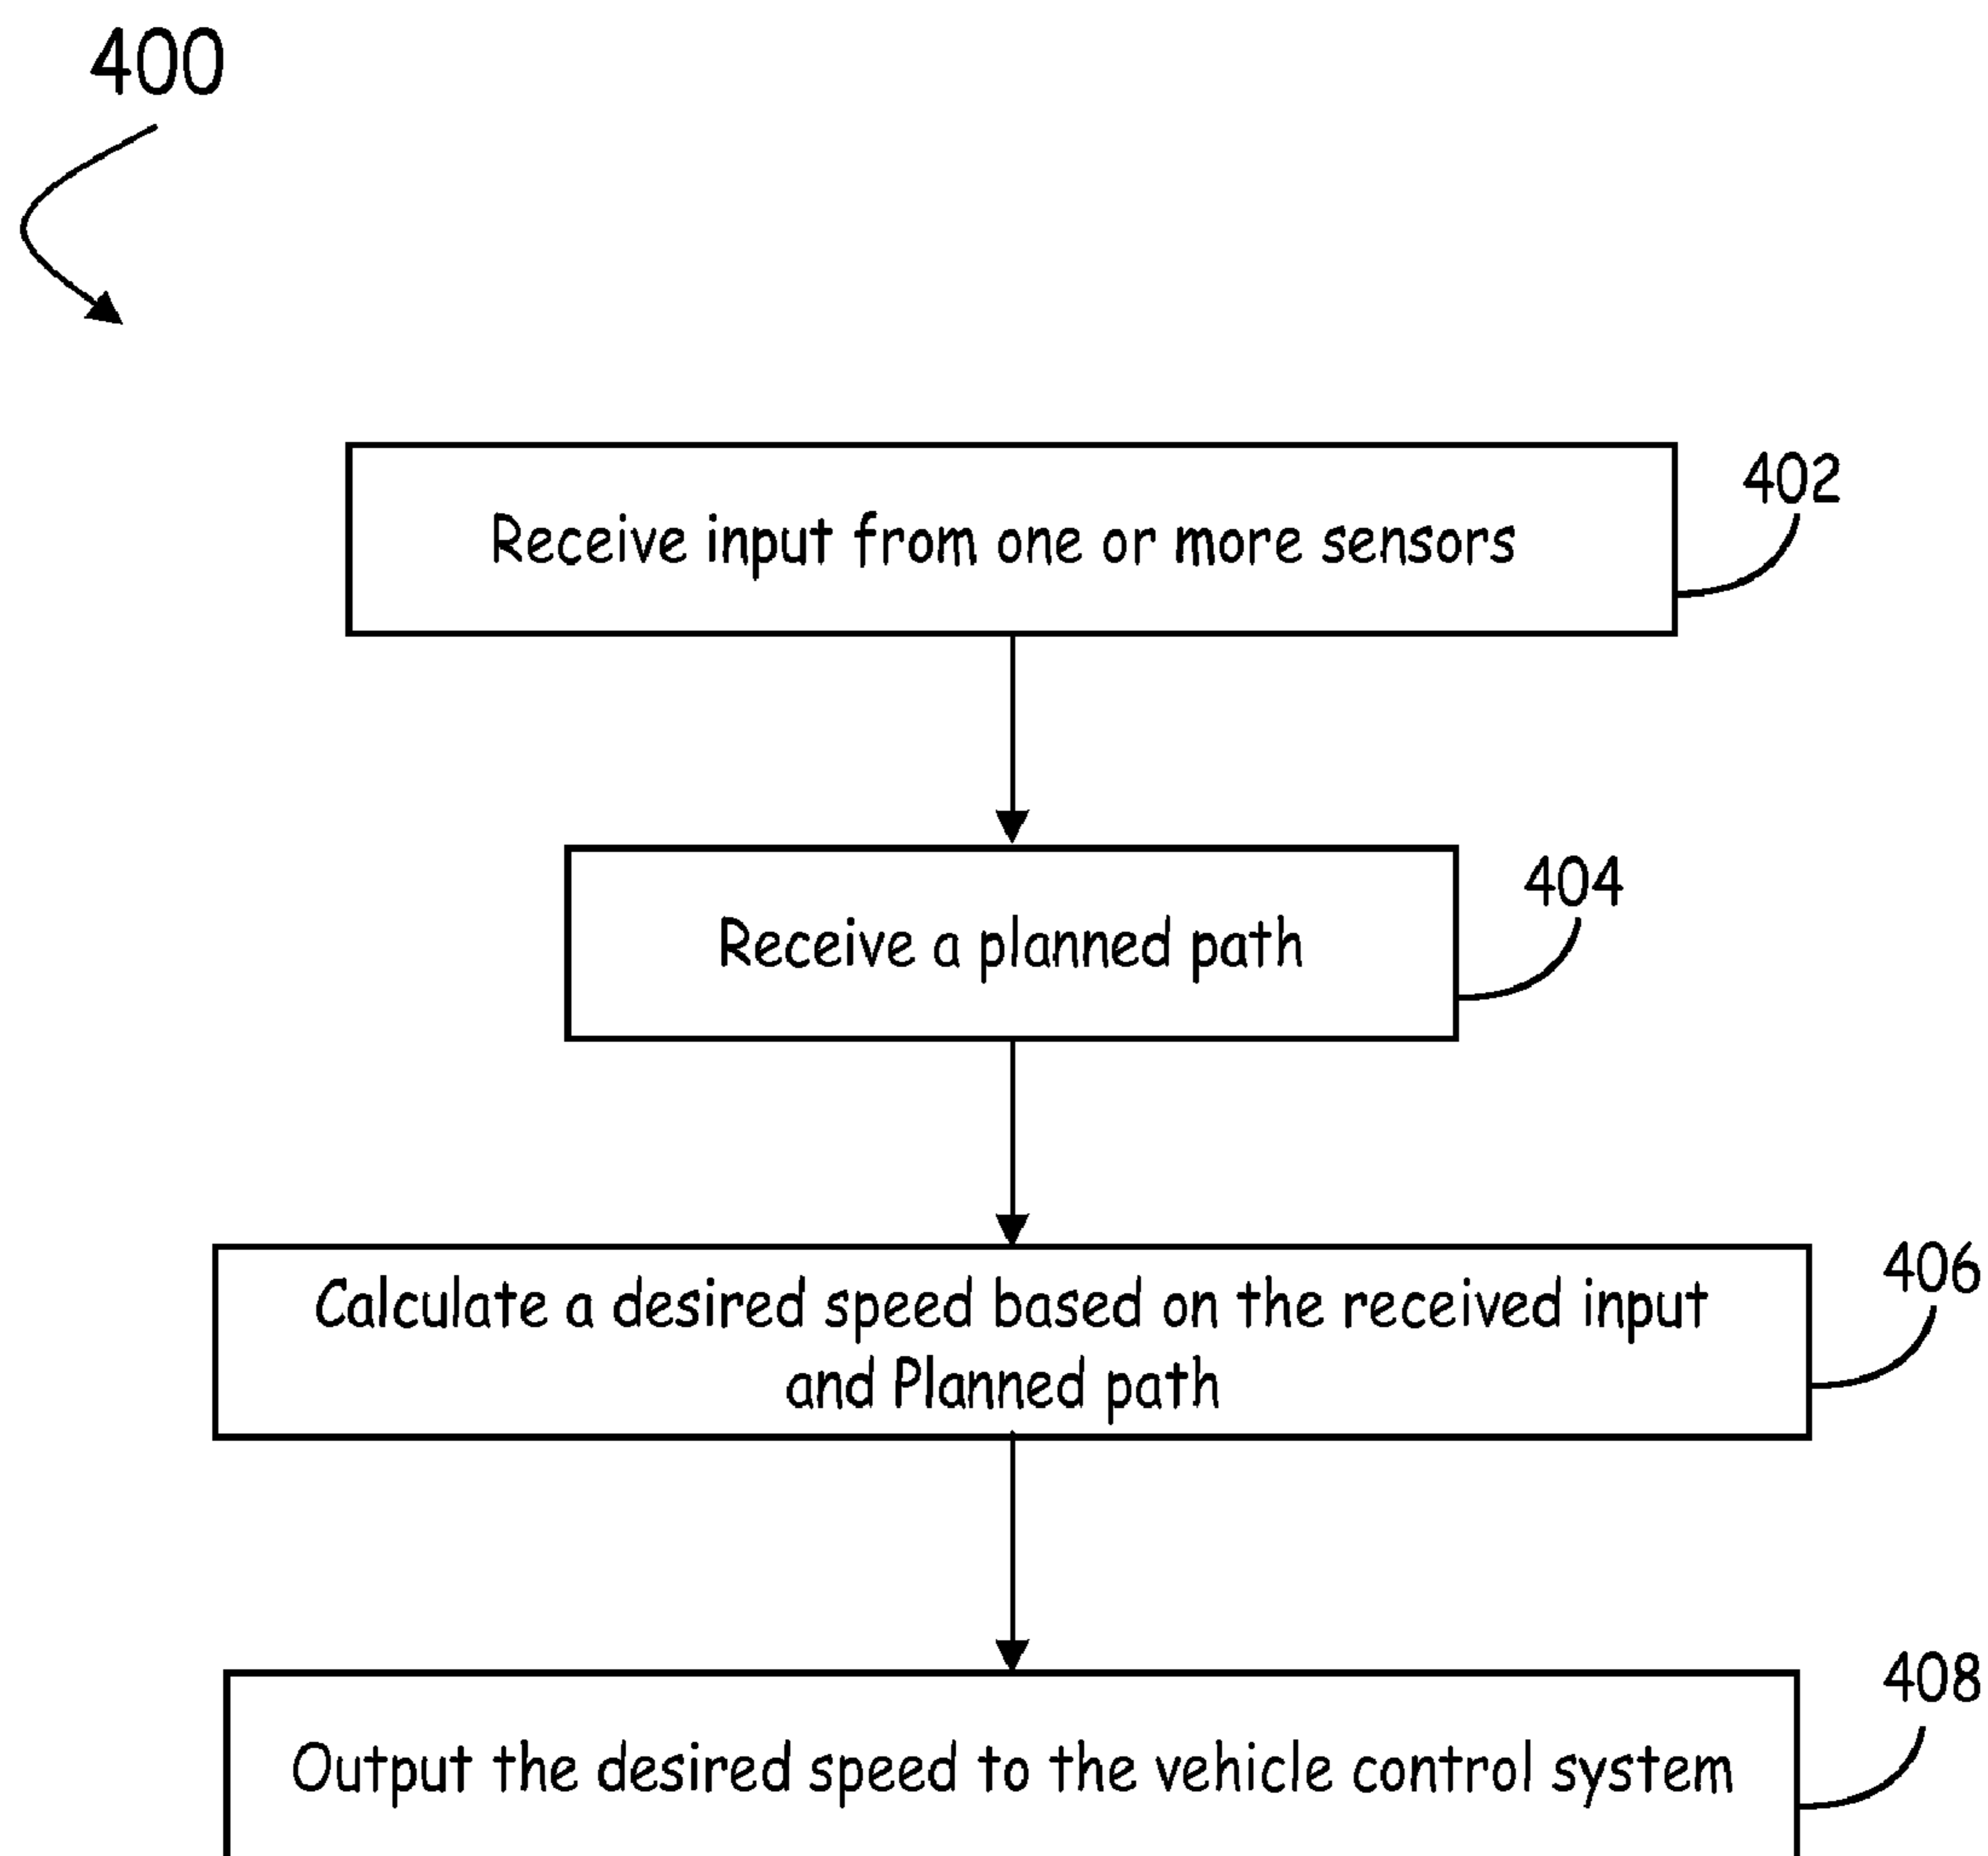 400
Receive input from one or more sensors
402
Receive a planned path
404
Calculate a desired speed based on the received input
and Planned path
406
Output the desired speed to the vehicle control system
408